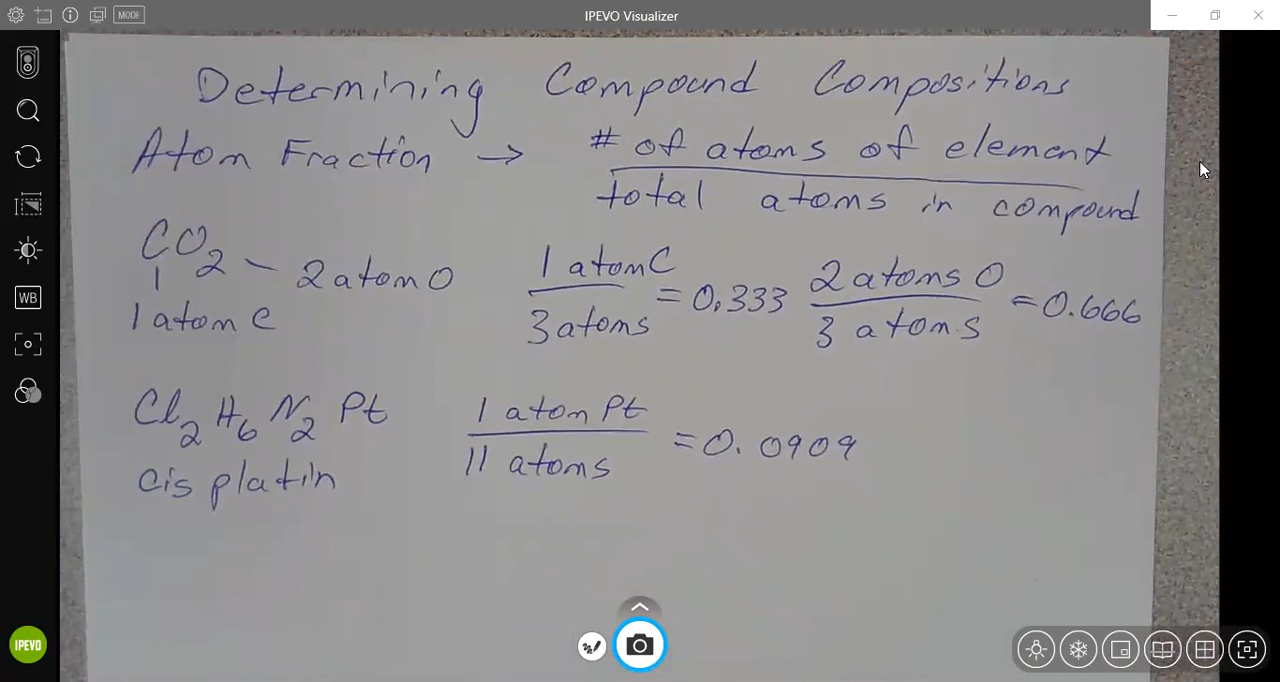 IPEVO Visualizer
MODE
WB
IPEVO
Determining Compound Compositions
Atom Fraction → # of atoms of element
total atoms in compound
CO2 – 2 atom O
1 atom C
1 atom C / 3 atoms = 0.333
2 atoms O / 3 atoms = 0.666
Cl2 H6 N2 Pt
cis platin
1 atom Pt / 11 atoms = 0.0909